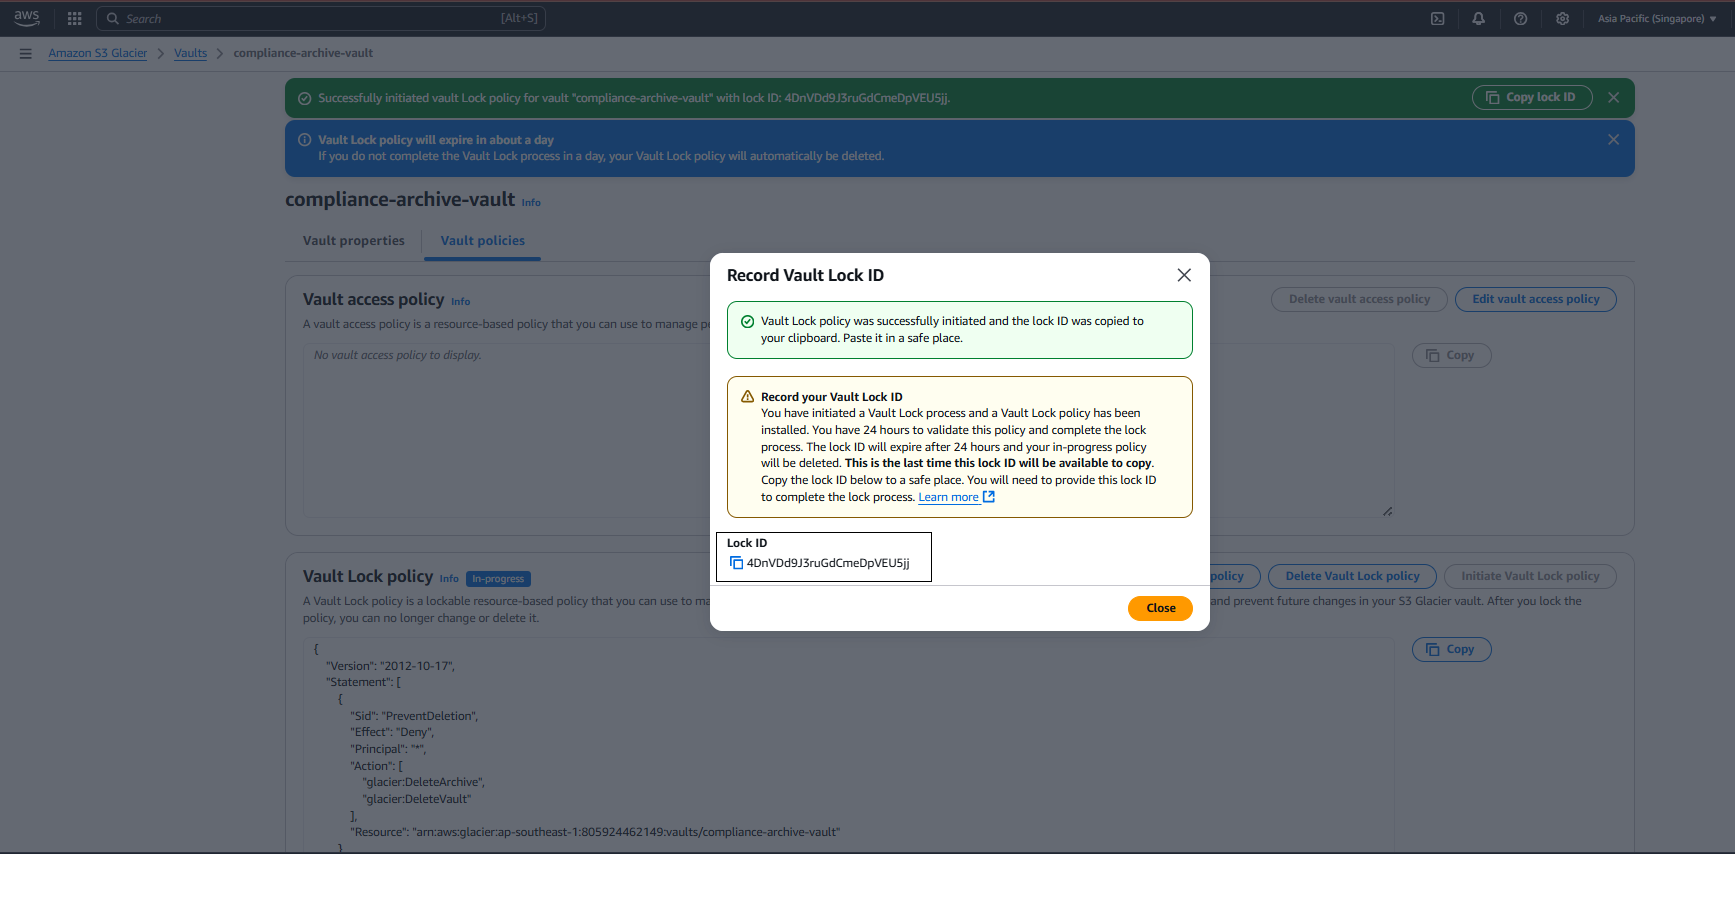 aws
Search
[Alt+S]
Asia Pacific (Singapore)
Amazon S3 Glacier
Vaults
compliance-archive-vault
Successfully initiated vault Lock policy for vault "compliance-archive-vault" with lock ID: 4DnVDd9J3ruGdCmeDpVEU5jj.
Copy lock ID
Vault Lock policy will expire in about a day
If you do not complete the Vault Lock process in a day, your Vault Lock policy will automatically be deleted.
compliance-archive-vault Info
Vault properties
Vault policies
Vault access policy Info
Delete vault access policy
Edit vault access policy
A vault access policy is a resource-based policy that you can use to manage pe
No vault access policy to display.
Copy
Record Vault Lock ID
Vault Lock policy was successfully initiated and the lock ID was copied to
your clipboard. Paste it in a safe place.
Record your Vault Lock ID
You have initiated a Vault Lock process and a Vault Lock policy has been
installed. You have 24 hours to validate this policy and complete the lock
process. The lock ID will expire after 24 hours and your in-progress policy
will be deleted. This is the last time this lock ID will be available to copy.
Copy the lock ID below to a safe place. You will need to provide this lock ID
to complete the lock process. Learn more
Lock ID
4DnVDd9J3ruGdCmeDpVEU5jj
Close
Vault Lock policy Info In-progress
policy
Delete Vault Lock policy
Initiate Vault Lock policy
A Vault Lock policy is a lockable resource-based policy that you can use to ma
and prevent future changes in your S3 Glacier vault. After you lock the
policy, you can no longer change or delete it.
Copy
{
"Version": "2012-10-17",
"Statement": [
{
"Sid": "PreventDeletion",
"Effect": "Deny",
"Principal": "*",
"Action": [
"glacier:DeleteArchive",
"glacier:DeleteVault"
],
"Resource": "arn:aws:glacier:ap-southeast-1:805924462149:vaults/compliance-archive-vault"
}